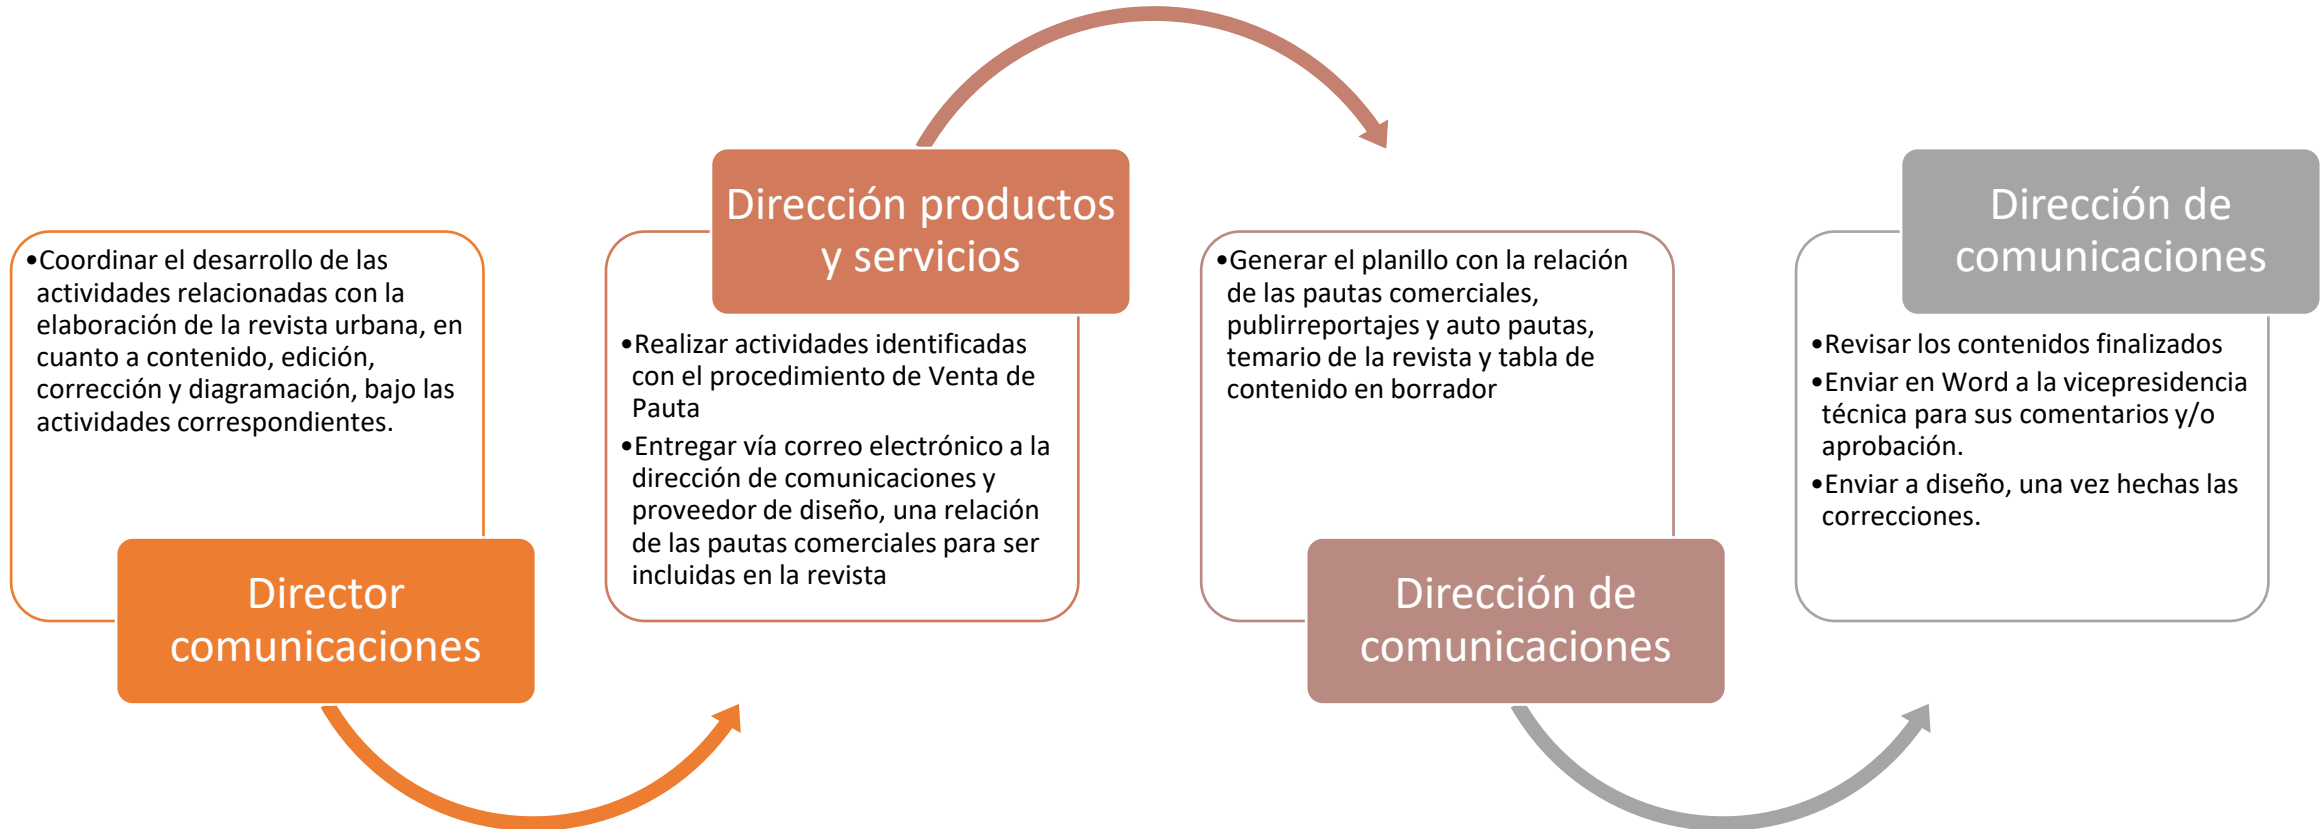 •Coordinar el desarrollo de las
actividades relacionadas con la
elaboración de la revista urbana, en
cuanto a contenido, edición,
corrección y diagramación, bajo las
actividades correspondientes.
Director
comunicaciones
Dirección productos
y servicios
•Realizar actividades identificadas
con el procedimiento de Venta de
Pauta
•Entregar vía correo electrónico a la
dirección de comunicaciones y
proveedor de diseño, una relación
de las pautas comerciales para ser
incluidas en la revista
•Generar el planillo con la relación
de las pautas comerciales,
publirreportajes y auto pautas,
temario de la revista y tabla de
contenido en borrador
Dirección de
comunicaciones
Dirección de
comunicaciones
•Revisar los contenidos finalizados
•Enviar en Word a la vicepresidencia
técnica para sus comentarios y/o
aprobación.
•Enviar a diseño, una vez hechas las
correcciones.